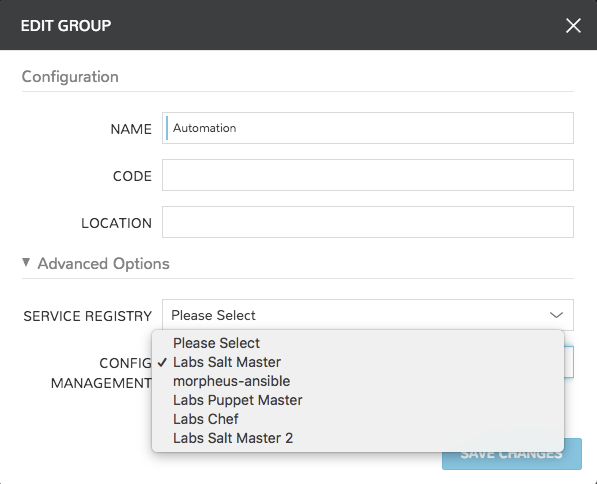 EDIT GROUP
Configuration
NAME Automation
CODE
LOCATION
▼ Advanced Options
SERVICE REGISTRY Please Select
Please Select
CONFIG ✓ Labs Salt Master
MANAGEMENT morpheus-ansible
Labs Puppet Master
Labs Chef
Labs Salt Master 2
SAVE CHANGES